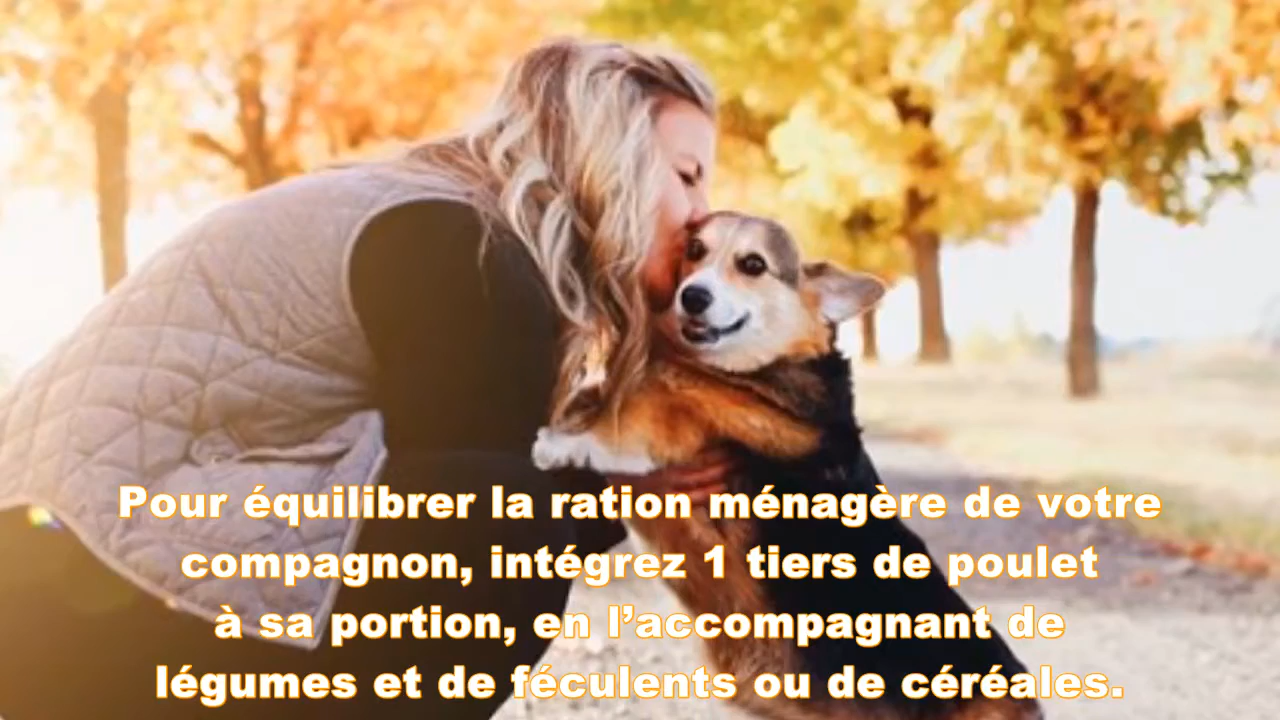 Pour équilibrer la ration ménagère de votre
compagnon, intégrez 1 tiers de poulet
à sa portion, en l’accompagnant de
légumes et de féculents ou de céréales.